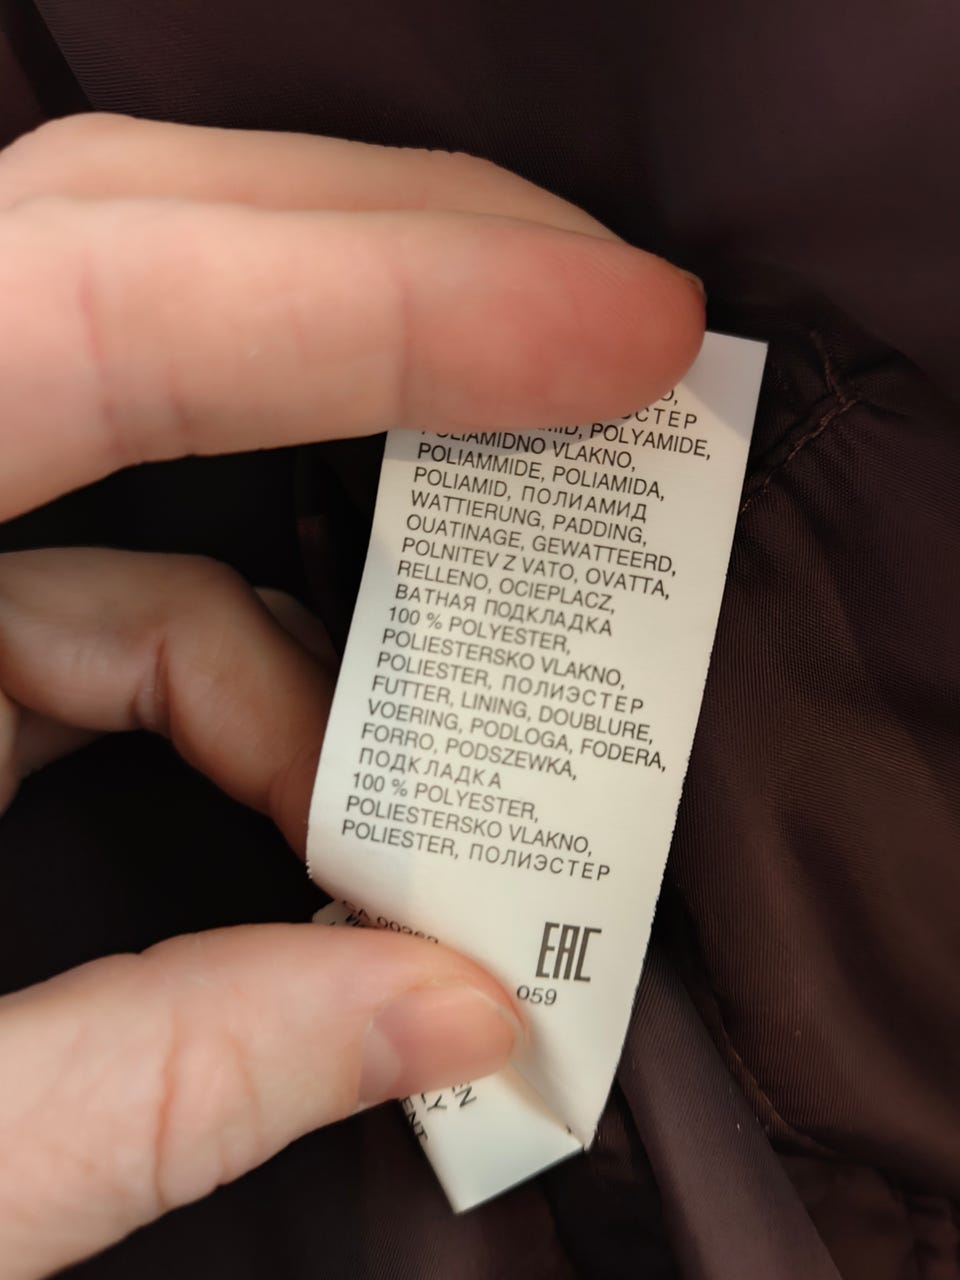 POLYAMIDE,
POLIAMIDNO VLAKNO,
POLIAMMIDE, POLIAMIDA,
POLIAMID, ПОЛИАМИД
WATTIERUNG, PADDING,
OUATINAGE, GEWATTEERD,
POLNITEV Z VATO, OVATTA,
RELLENO, OCIEPLACZ,
ВАТНАЯ ПОДКЛАДКА
100 % POLYESTER,
POLIESTERSKO VLAKNO,
POLIESTER, ПОЛИЭСТЕР
FUTTER, LINING, DOUBLURE,
VOERING, PODLOGA, FODERA,
FORRO, PODSZEWKA,
ПОДКЛАДКА
100 % POLYESTER,
POLIESTERSKO VLAKNO,
POLIESTER, ПОЛИЭСТЕР
EAC
059